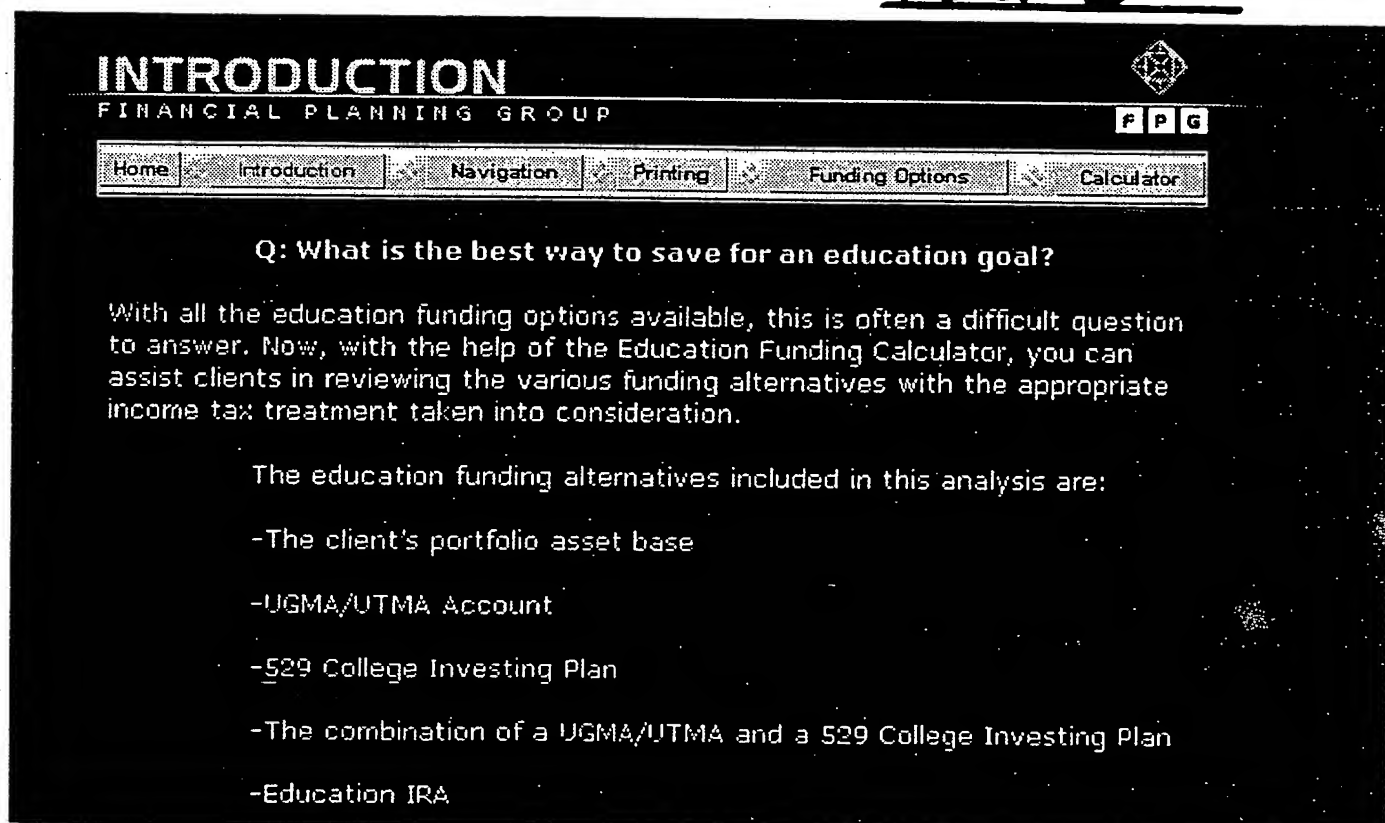 INTRODUCTION
FINANCIAL PLANNING GROUP
F P G
Home Introduction Navigation Printing Funding Options Calculator
Q: What is the best way to save for an education goal?
With all the education funding options available, this is often a difficult question
to answer. Now, with the help of the Education Funding Calculator, you can
assist clients in reviewing the various funding alternatives with the appropriate
income tax treatment taken into consideration.
The education funding alternatives included in this analysis are:
-The client's portfolio asset base
-UGMA/UTMA Account
-529 College Investing Plan
-The combination of a UGMA/UTMA and a 529 College Investing Plan
-Education IRA